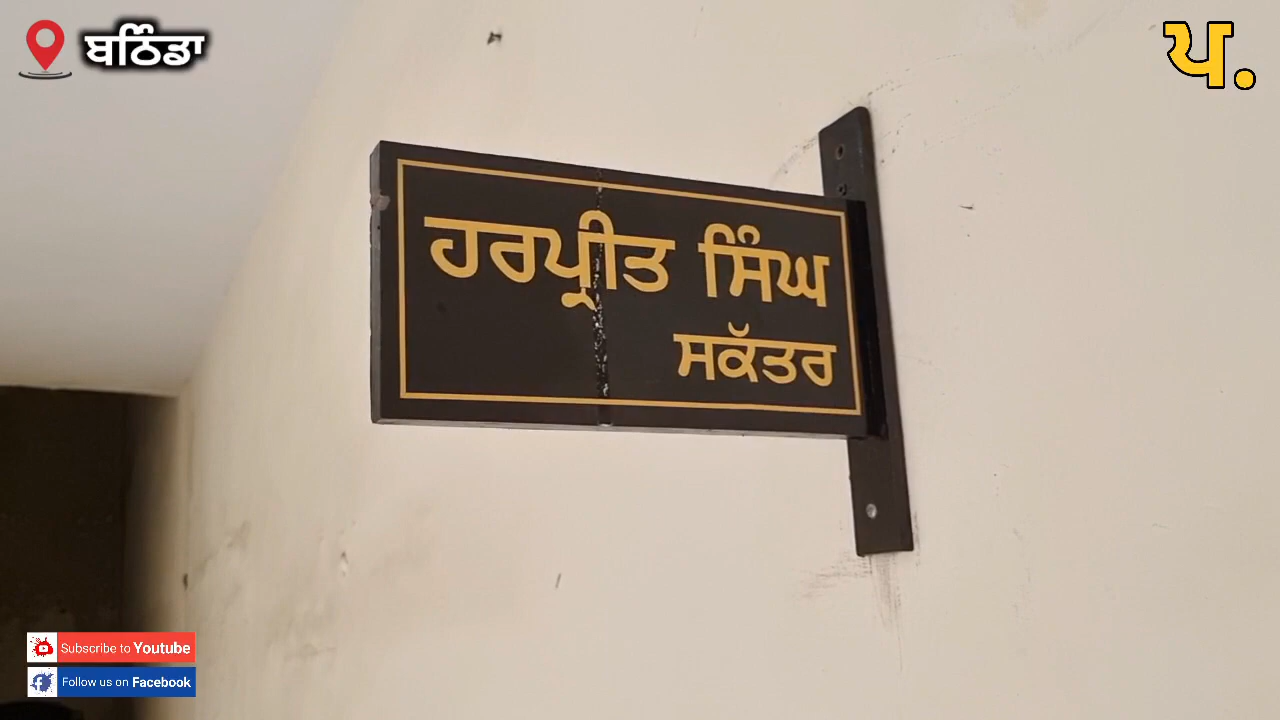 ਬਠਿੰਡਾ
ਪ.
ਹਰਪ੍ਰੀਤ ਸਿੰਘ
ਸਕੱਤਰ
Subscribe to Youtube
Follow us on Facebook